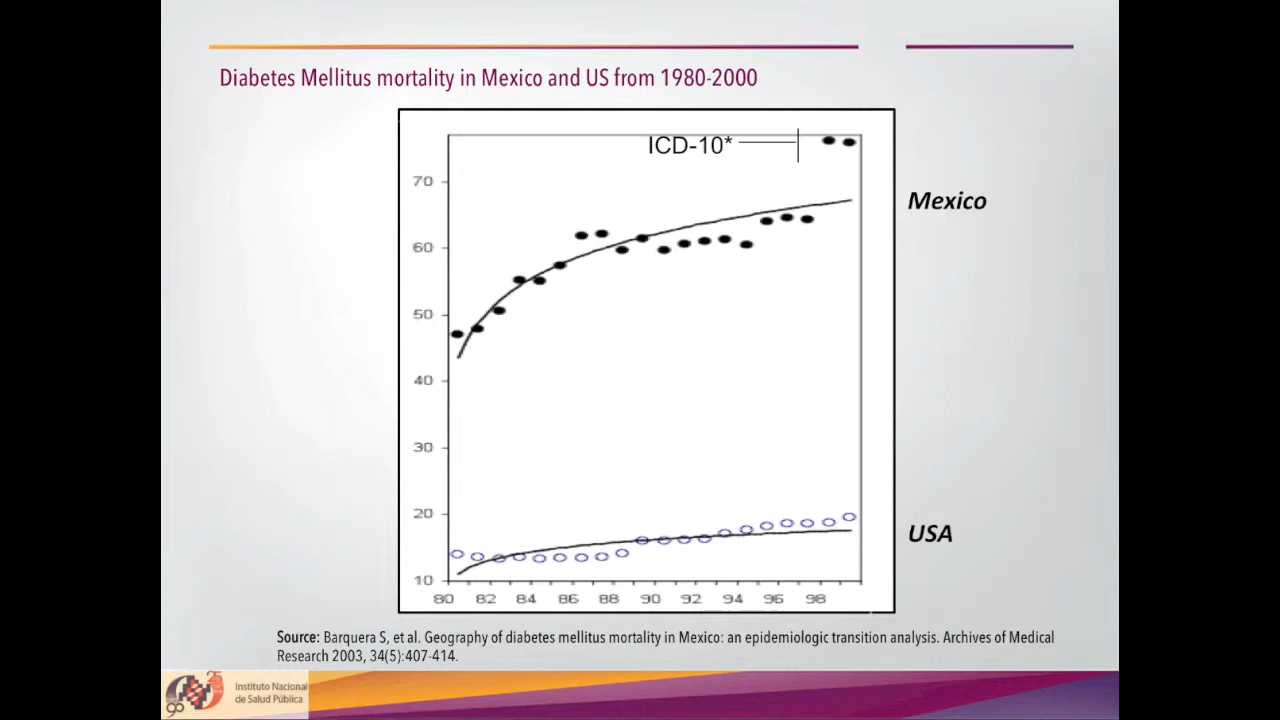 Diabetes Mellitus mortality in Mexico and US from 1980-2000
ICD-10*
70
60
50
40
30
20
10
80 82 84 86 88 90 92 94 96 98
Mexico
USA
Source: Barquera S, et al. Geography of diabetes mellitus mortality in Mexico: an epidemiologic transition analysis. Archives of Medical
Research 2003, 34(5):407-414.
25
90
Instituto Nacional
de Salud Pública